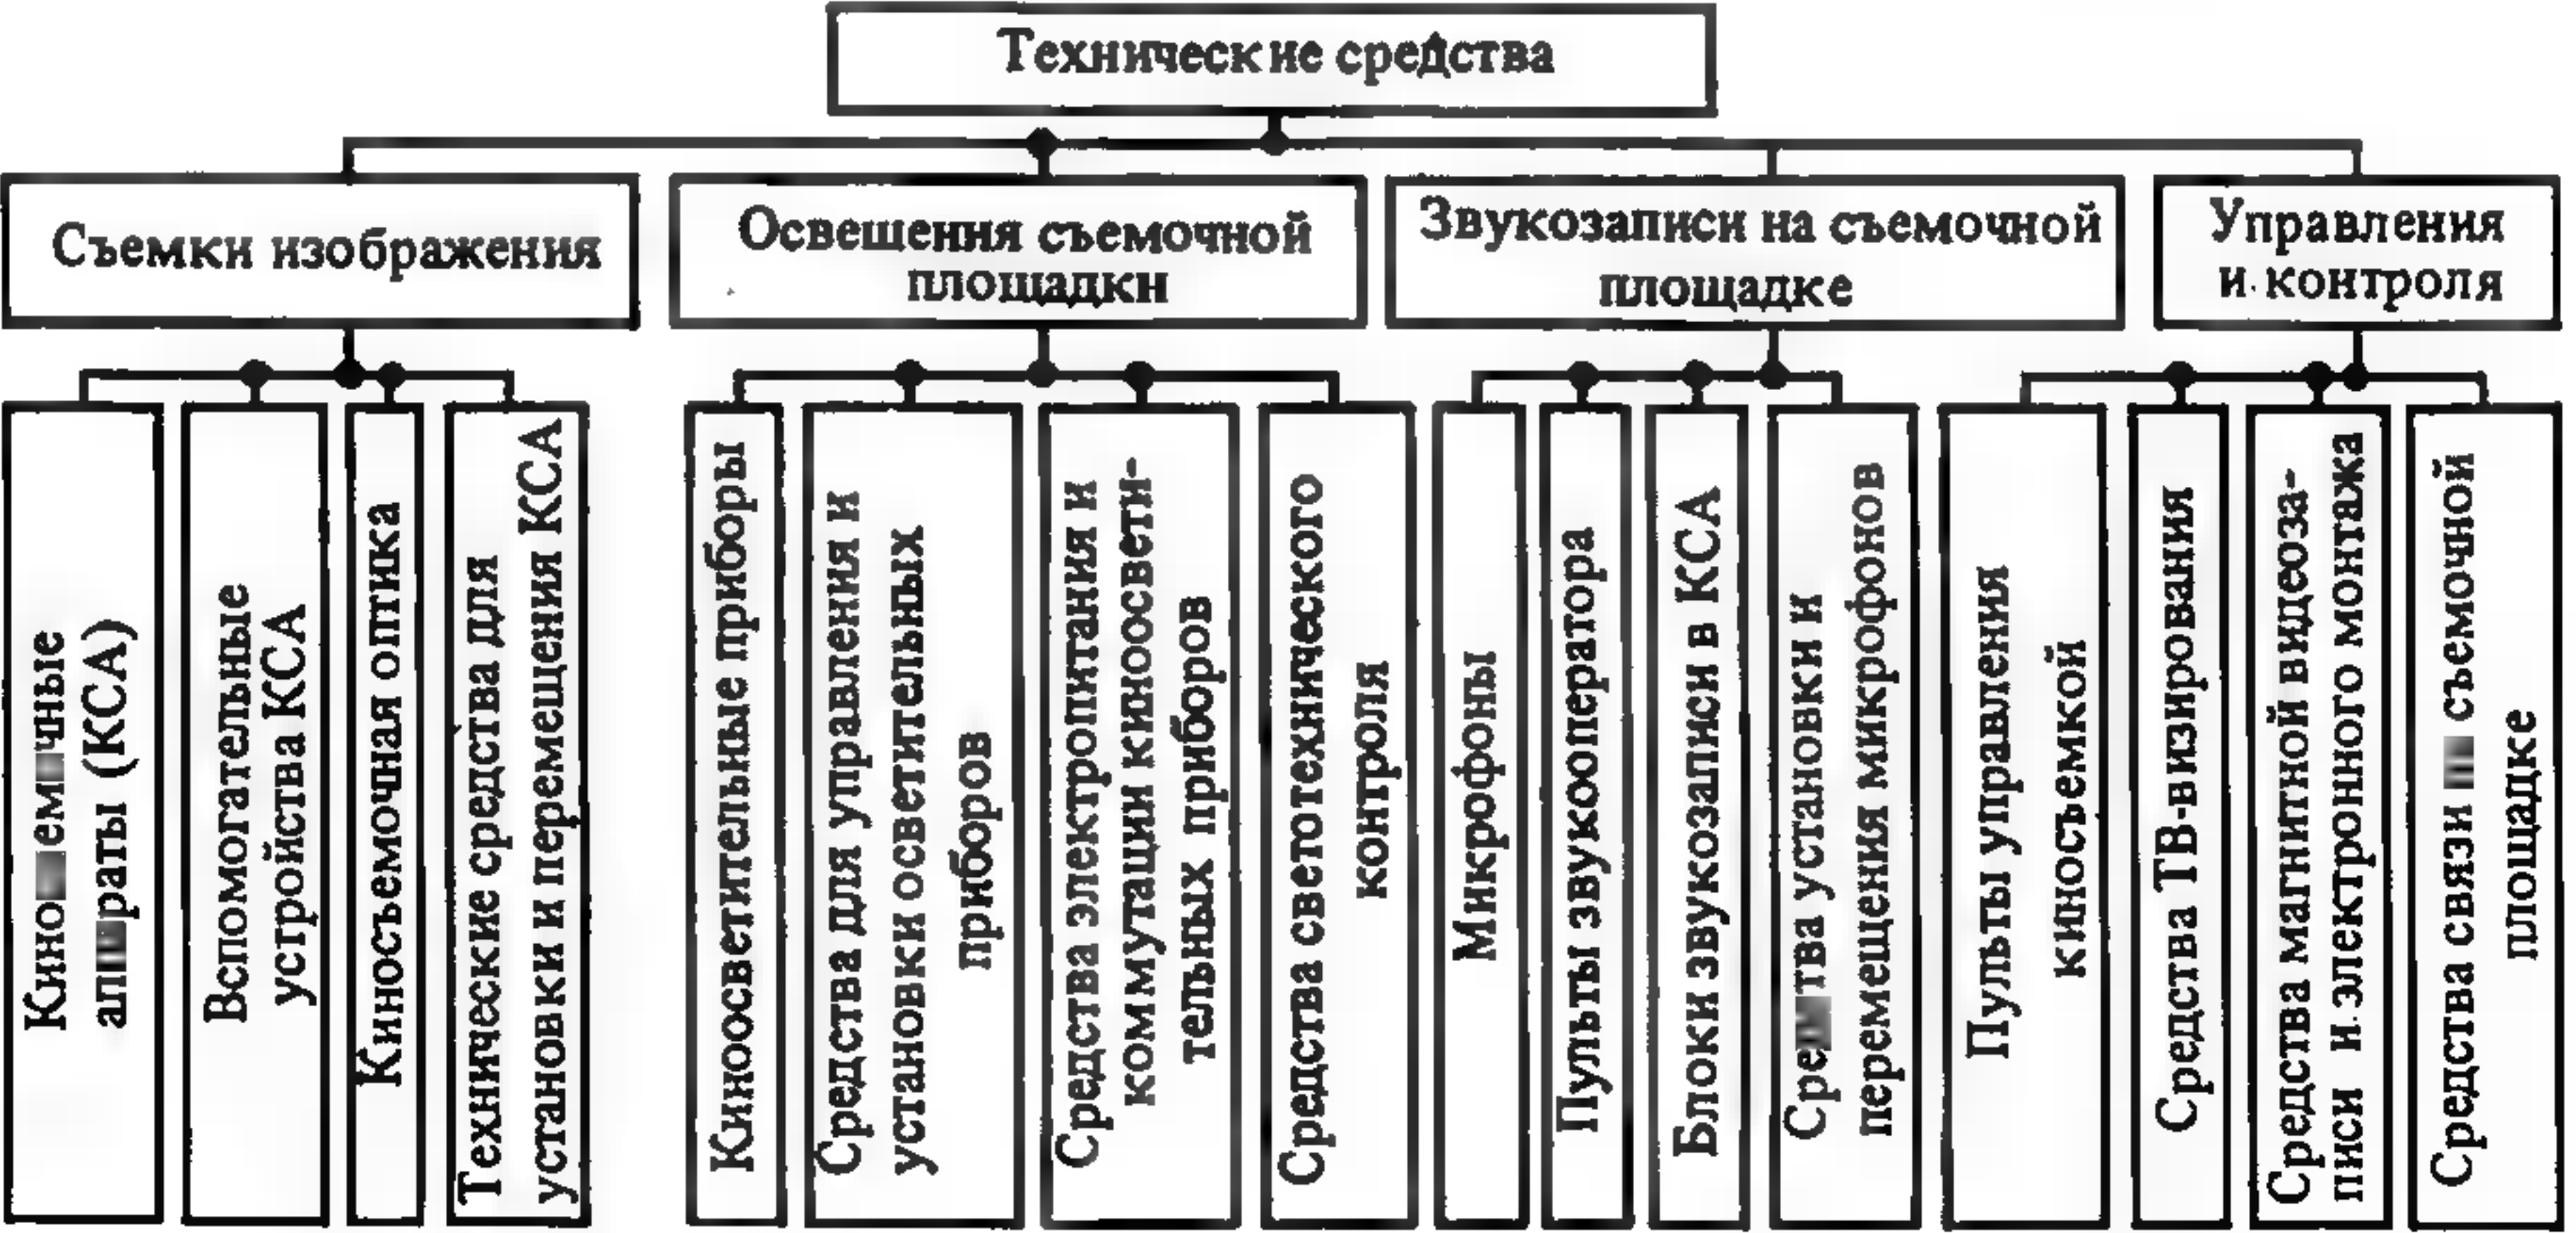 Технические средства
Съемки изображения
Освещения съемочной
площадки
Звукозаписи на съемочной
площадке
Управления
и контроля
(КСА)
Вспомогательные
устройства КСА
Киносъемочная оптика
Технические средства для
установки и перемещения КСА
Киноосветительные приборы
Средства для управления и
установки осветительных
приборов
Средства электропитания и
коммутации киноосвети-
тельных приборов
Средства светотехнического
контроля
Микрофоны
Пульты звукооператора
Блоки звукозаписи в КСА
установки и
перемещения микрофонов
Пульты управления
киносъемкой
Средства ТВ-визирования
Средства магнитной видеоза-
писи и электронного монтажа
Средства связи съемочной
площадке